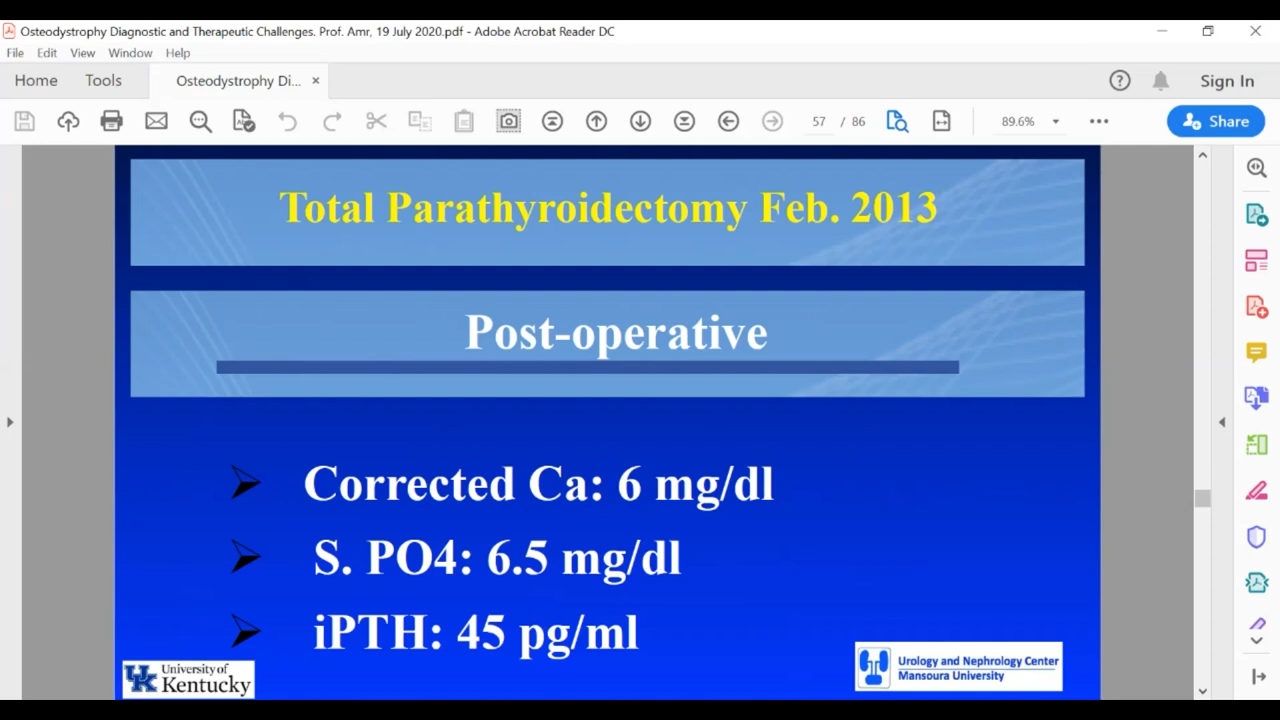 Osteodystrophy Diagnostic and Therapeutic Challenges. Prof. Amr, 19 July 2020.pdf - Adobe Acrobat Reader DC
File Edit View Window Help
Home Tools Osteodystrophy Di... × ? Sign In
57 / 86 89.6% Share
Total Parathyroidectomy Feb. 2013
Post-operative
➢ Corrected Ca: 6 mg/dl
➢ S. PO4: 6.5 mg/dl
➢ iPTH: 45 pg/ml
UK University of
Kentucky
Urology and Nephrology Center
Mansoura University